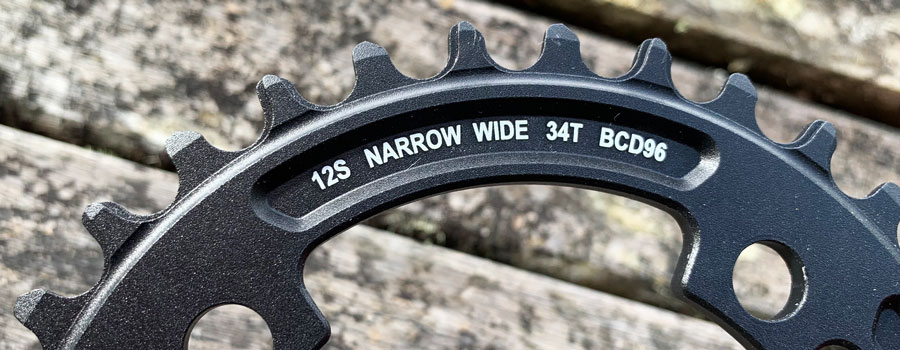 12S NARROW WIDE 34T BCD96